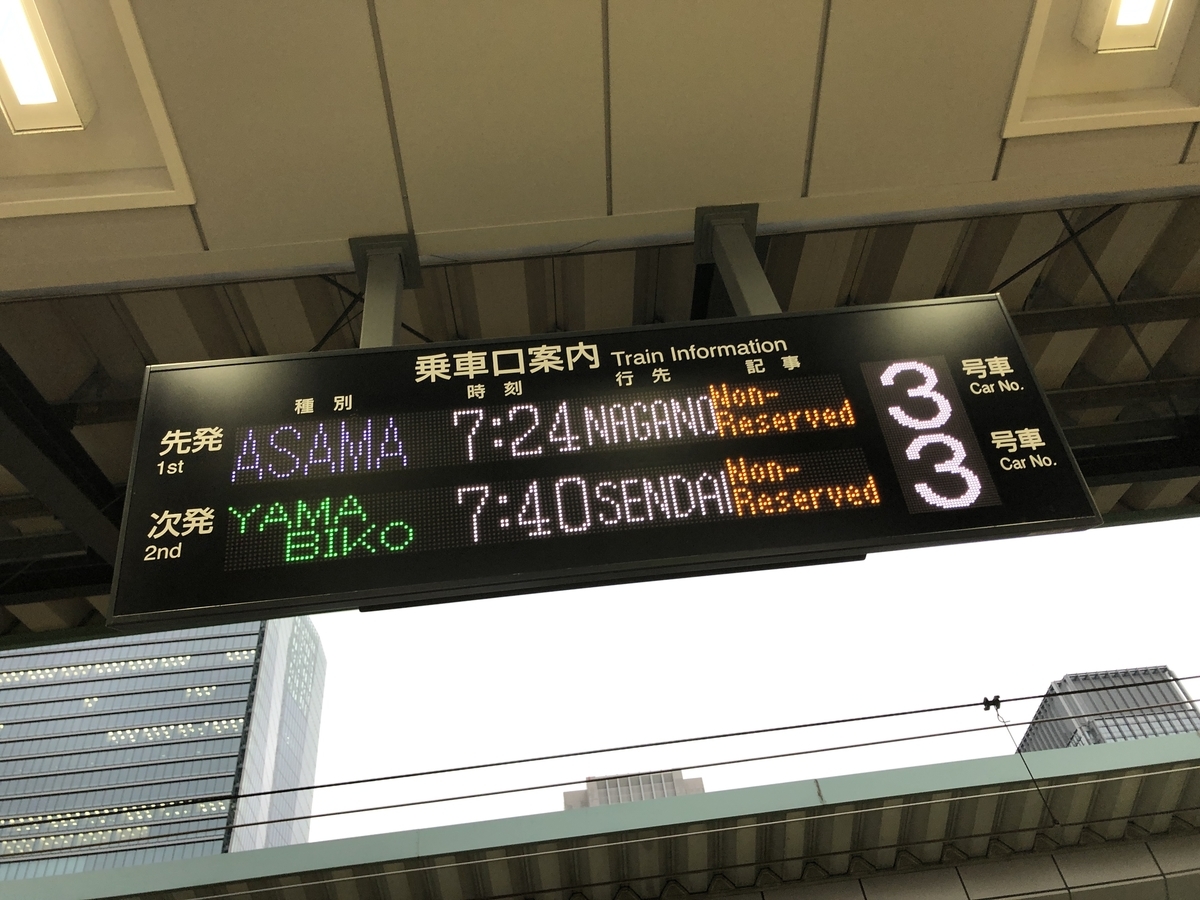 乗車口案内 Train Information
種別 時刻 行先 記事
先発 ASAMA 7:24 NAGANO Non-Reserved 3 号車
1st Car No.
次発 YAMABIKO 7:40 SENDAI Non-Reserved 3 号車
2nd Car No.